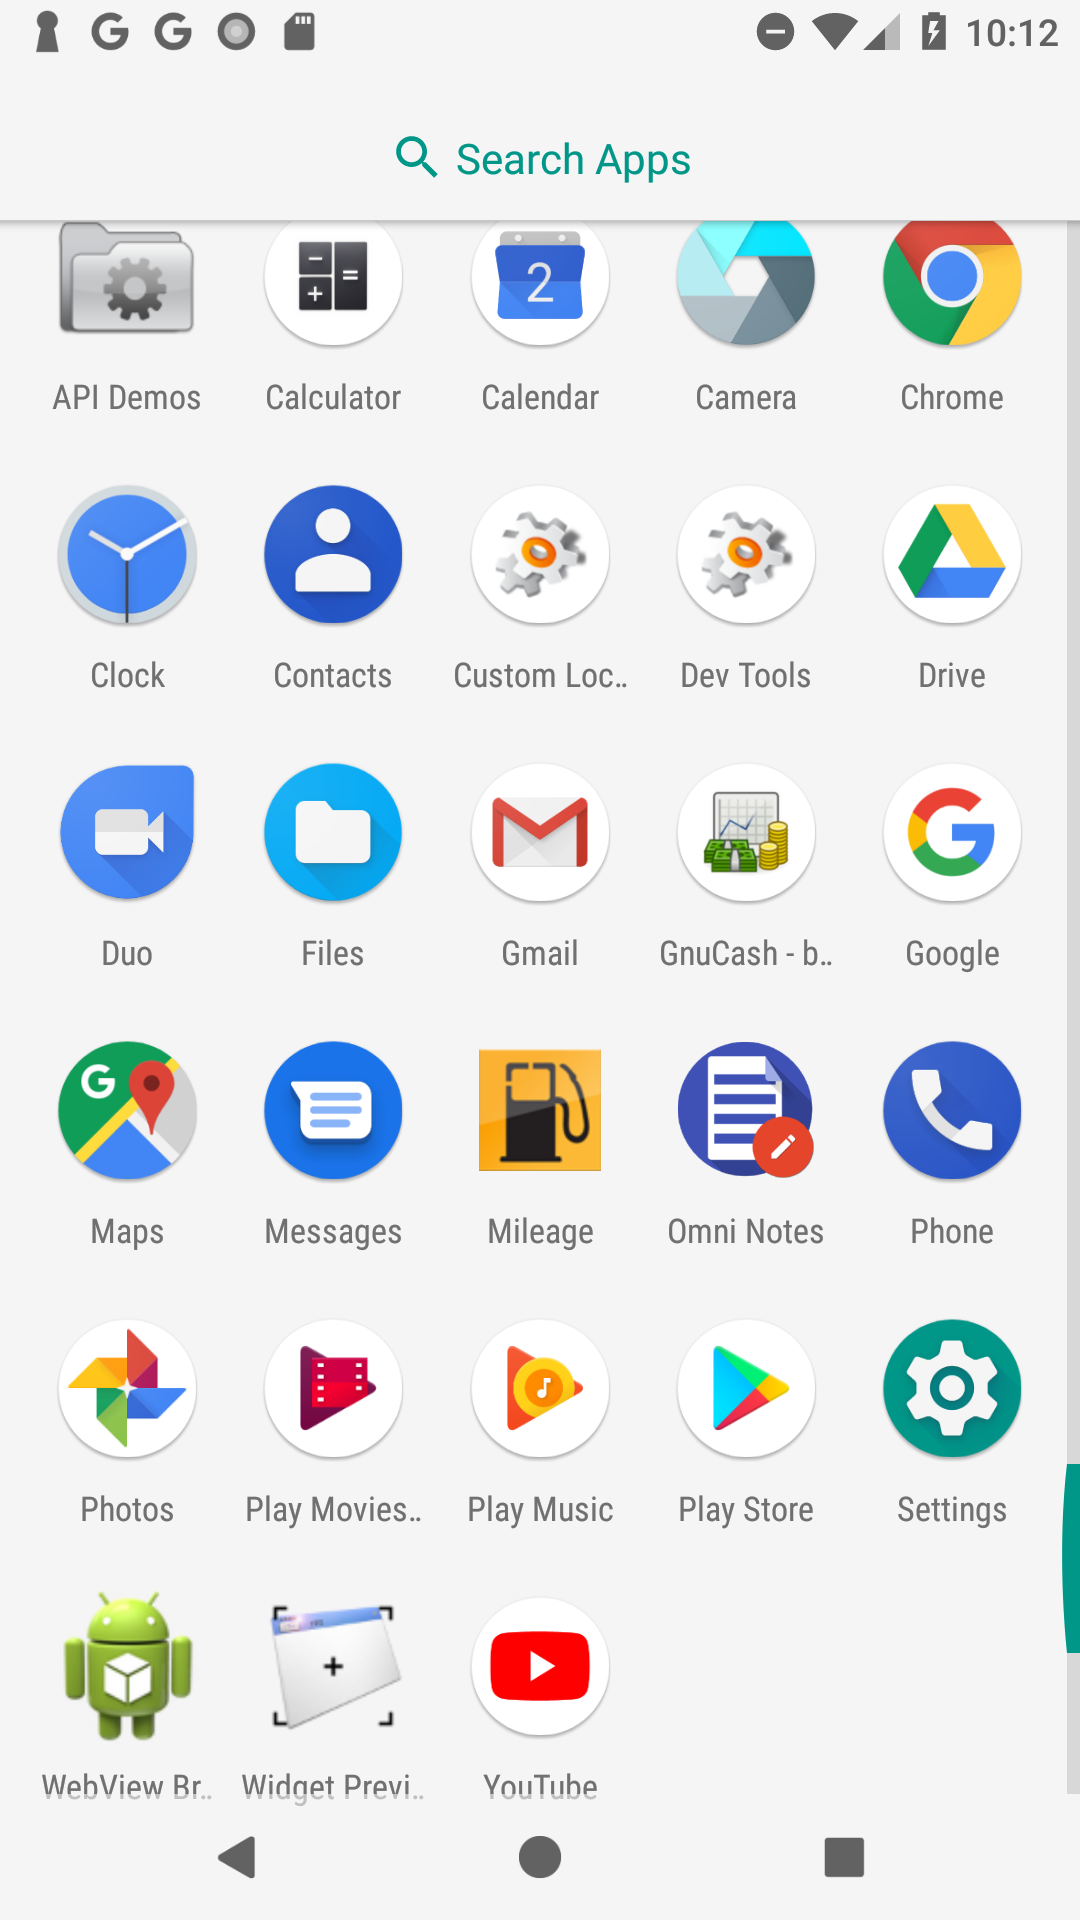 10:12
Search Apps
2
API Demos
Calculator
Calendar
Camera
Chrome
Clock
Contacts
Custom Loc..
Dev Tools
Drive
Duo
Files
Gmail
GnuCash - b..
Google
Maps
Messages
Mileage
Omni Notes
Phone
Photos
Play Movies..
Play Music
Play Store
Settings
WebView Br..
Widget Previ..
YouTube